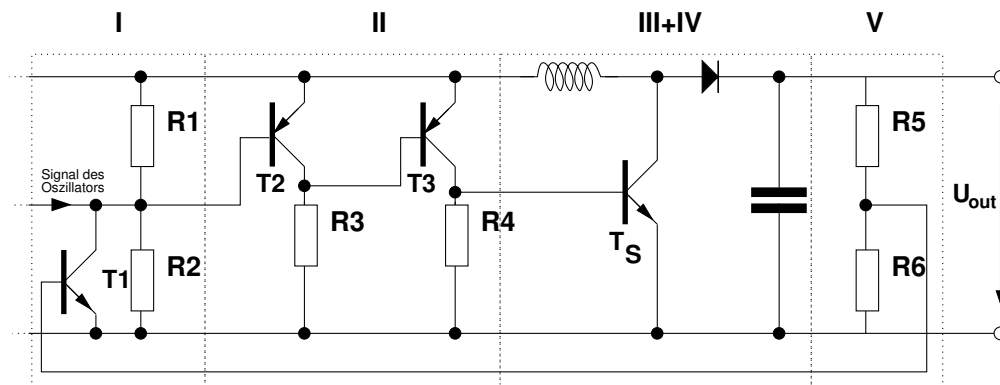 I
II
III+IV
V
R1
R5
Signal des
Oszillators
T2
T3
R3
R4
T
S
U
out
T1
R2
R6